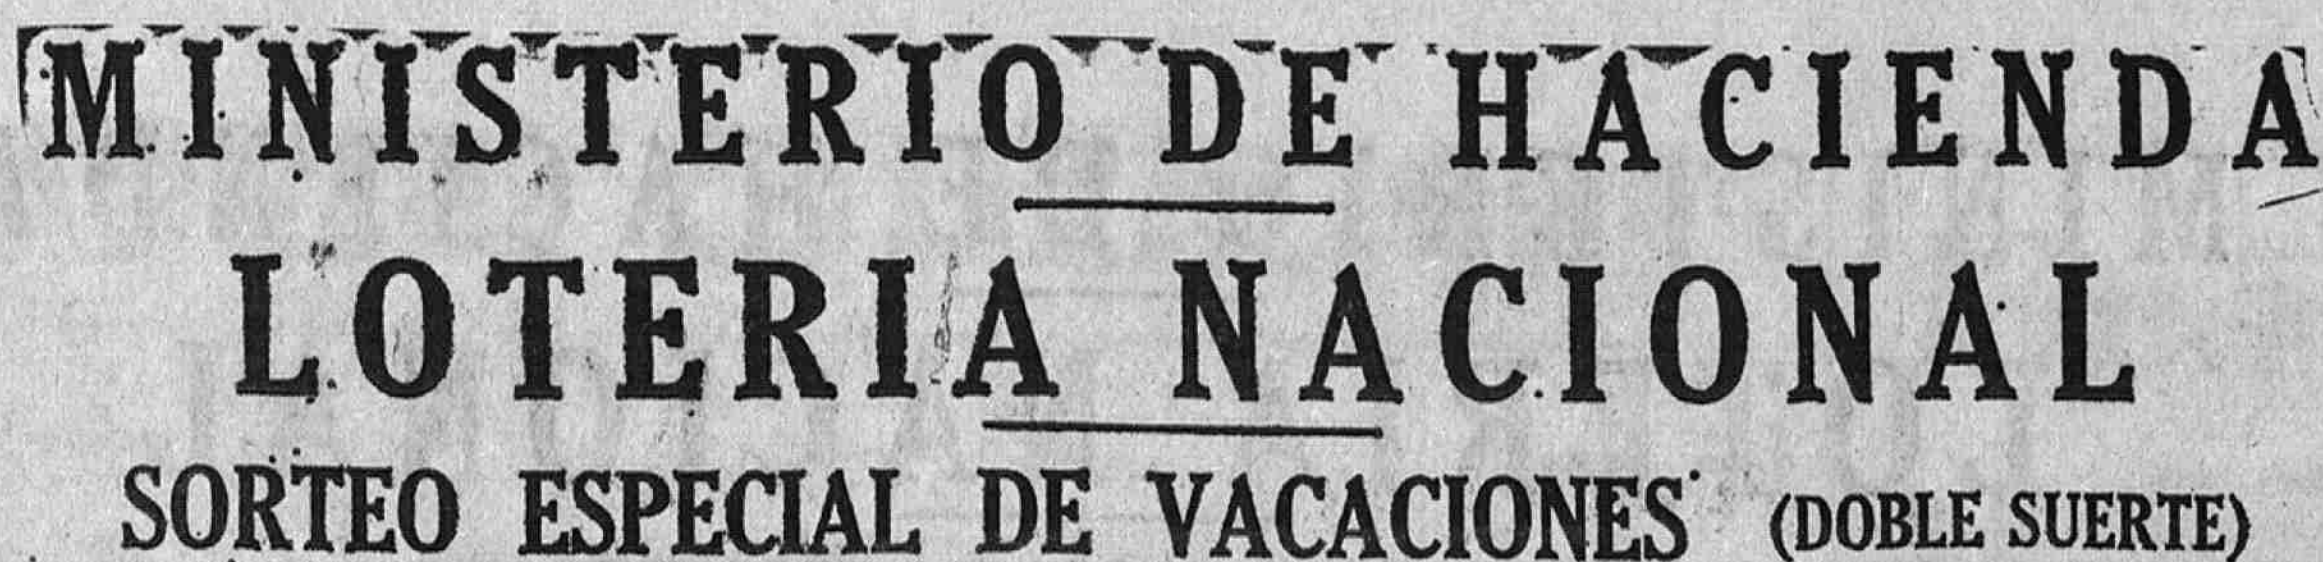 MINISTERIO DE HACIENDA
LOTERIA NACIONAL
SORTEO ESPECIAL DE VACACIONES (DOBLE SUERTE)